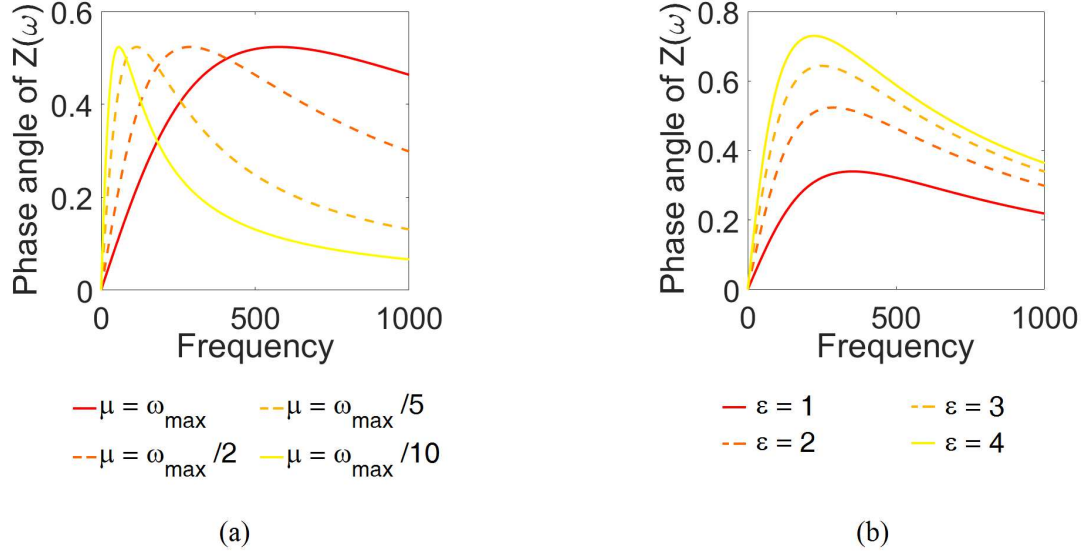 Phase angle of Z(ω)
0.6
0.4
0.2
0
0
500
1000
Frequency
μ = ω_max
μ = ω_max /5
μ = ω_max /2
μ = ω_max /10
(a)
Phase angle of Z(ω)
0.8
0.6
0.4
0.2
0
0
500
1000
Frequency
ε = 1
ε = 3
ε = 2
ε = 4
(b)